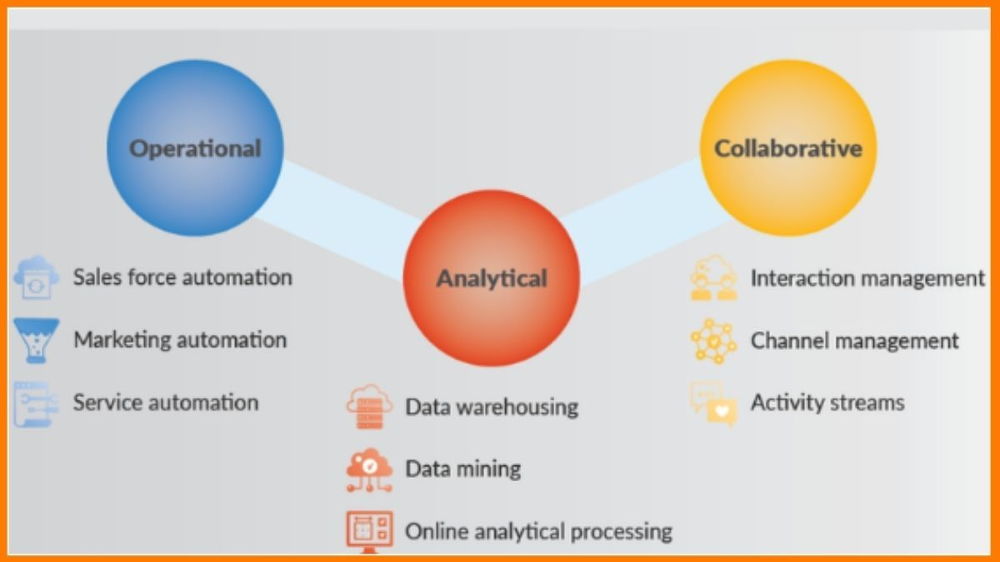 Operational
Sales force automation
Marketing automation
Service automation
Analytical
Data warehousing
Data mining
Online analytical processing
Collaborative
Interaction management
Channel management
Activity streams